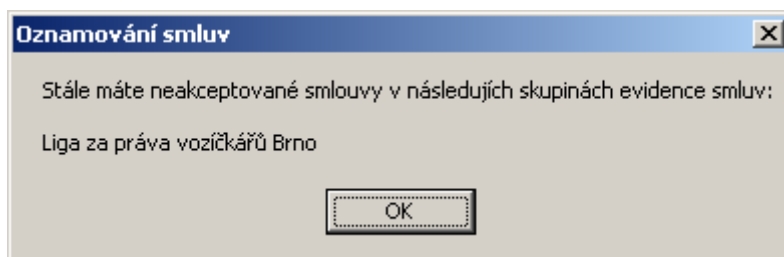 Oznamování smluv
Stále máte neakceptované smlouvy v následujích skupinách evidence smluv:
Liga za práva vozíčkářů Brno
OK